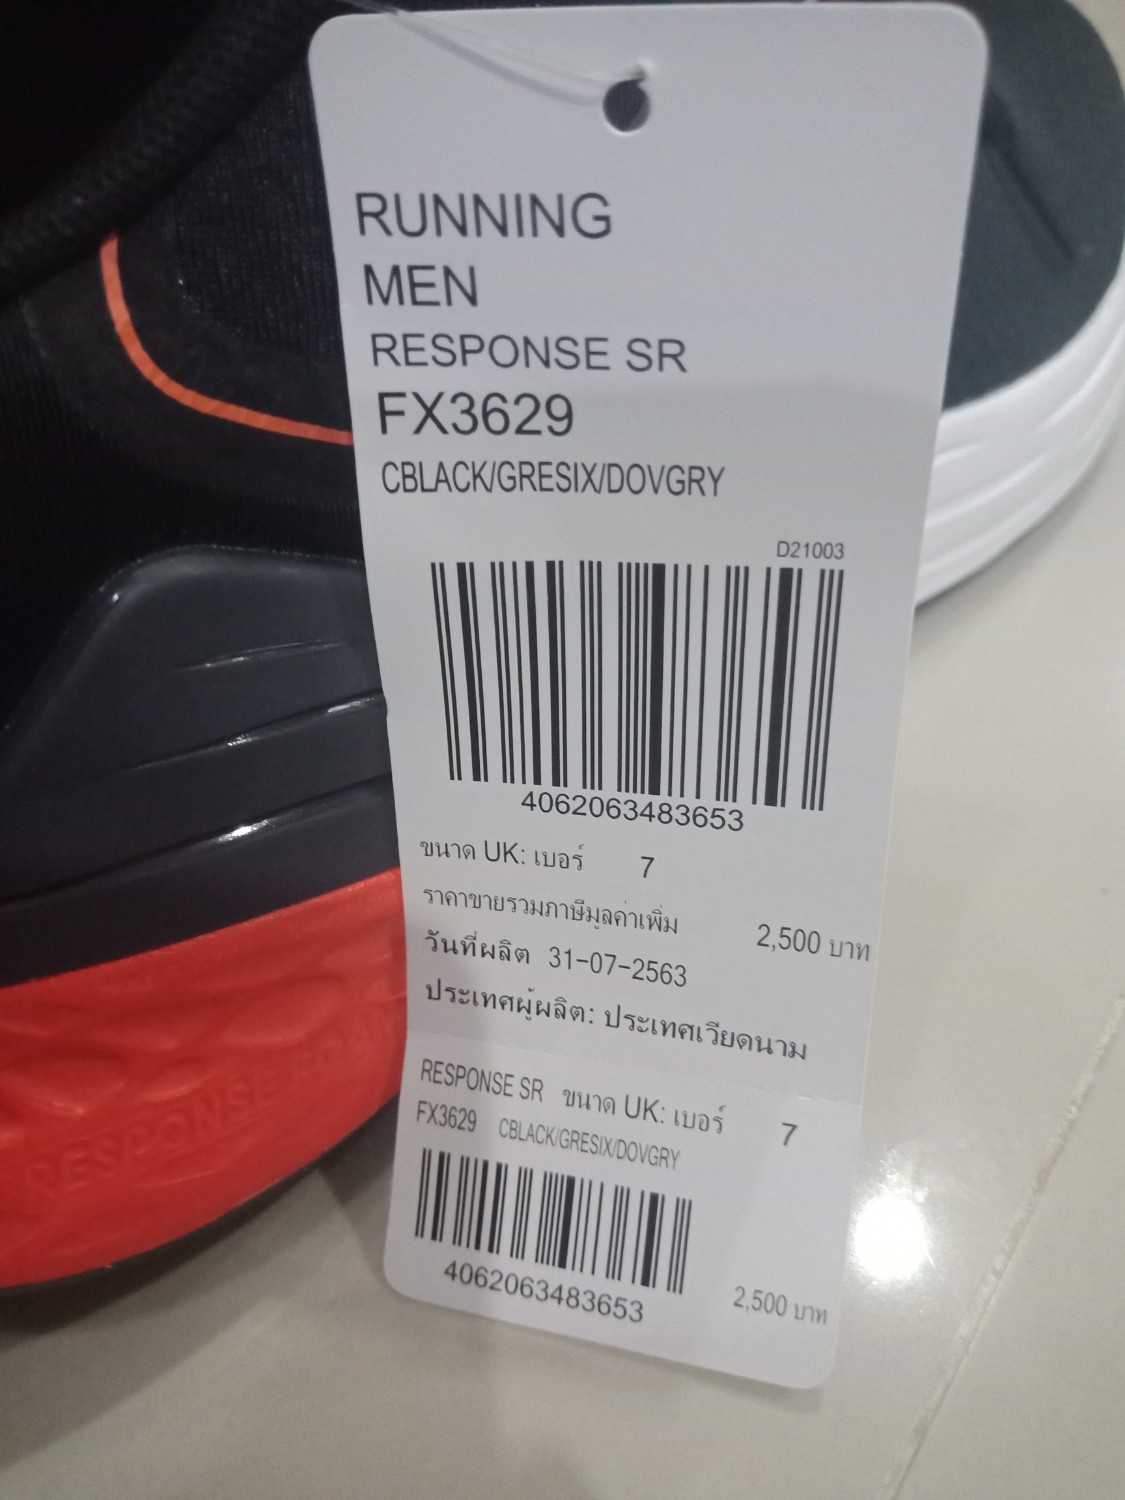 RUNNING
MEN
RESPONSE SR
FX3629
CBLACK/GRESIX/DOVGRY
D21003
4062063483653
ขนาด UK: เบอร์ 7
ราคาขายรวมภาษีมูลค่าเพิ่ม 2,500 บาท
วันที่ผลิต 31-07-2563
ประเทศผู้ผลิต: ประเทศเวียดนาม
RESPONSE SR ขนาด UK: เบอร์ 7
FX3629 CBLACK/GRESIX/DOVGRY
4062063483653
2,500 บาท
RESPONSE